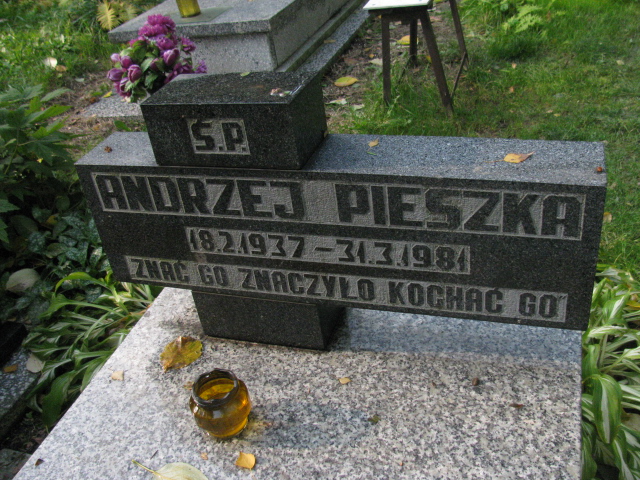 Ś.P.
ANDRZEJ PIESZKA
18.2.1937 – 31.3.1981
ZNAĆ GO ZNACZYŁO KOCHAĆ GO